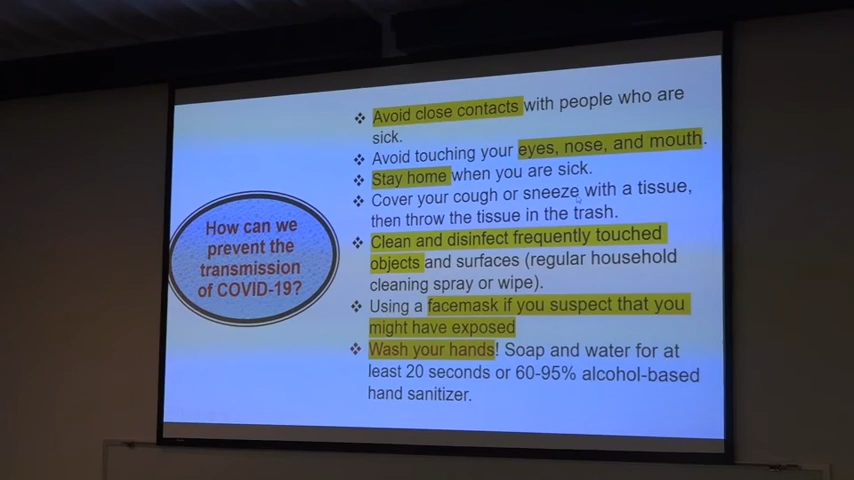 How can we
prevent the
transmission
of COVID-19?
❖ Avoid close contacts with people who are
sick.
❖ Avoid touching your eyes, nose, and mouth.
❖ Stay home when you are sick.
❖ Cover your cough or sneeze with a tissue,
then throw the tissue in the trash.
❖ Clean and disinfect frequently touched
objects and surfaces (regular household
cleaning spray or wipe).
❖ Using a facemask if you suspect that you
might have exposed
❖ Wash your hands! Soap and water for at
least 20 seconds or 60-95% alcohol-based
hand sanitizer.